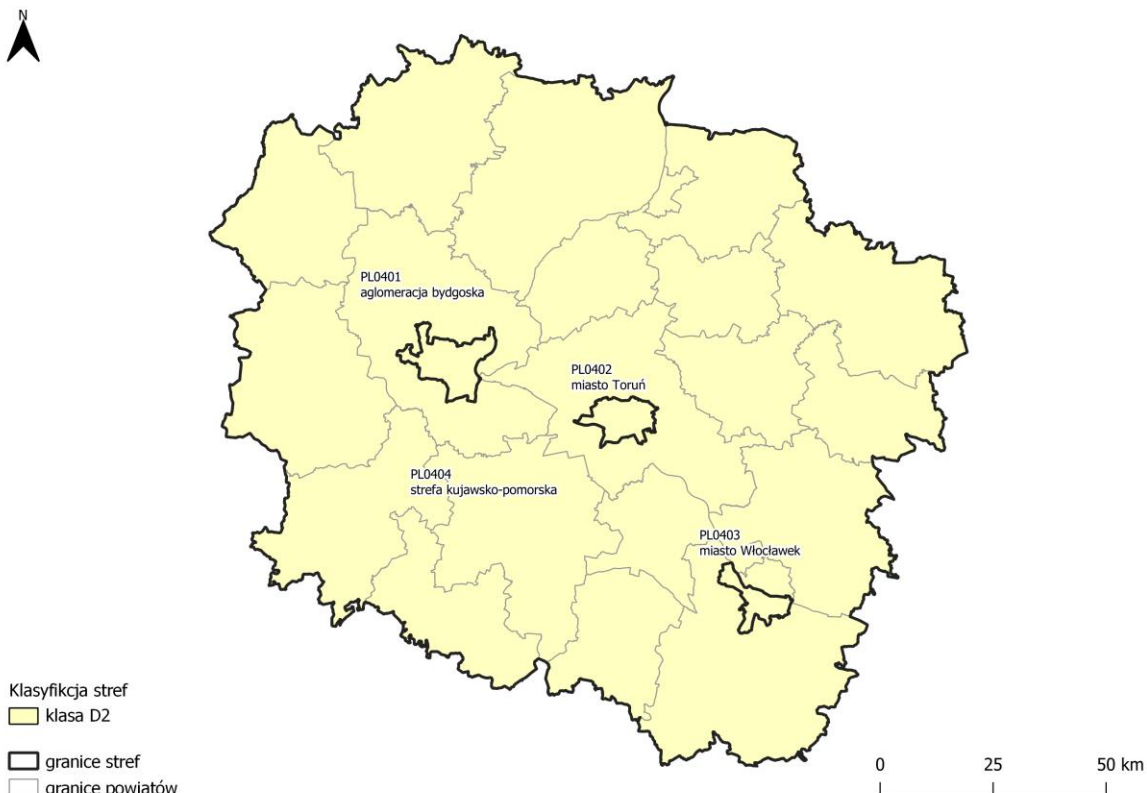 N
PL0401
aglomeracja bydgoska
PL0402
miasto Toruń
PL0404
strefa kujawsko-pomorska
PL0403
miasto Włocławek
Klasyfikcja stref
klasa D2
granice stref
granice powiatów
0 25 50 km